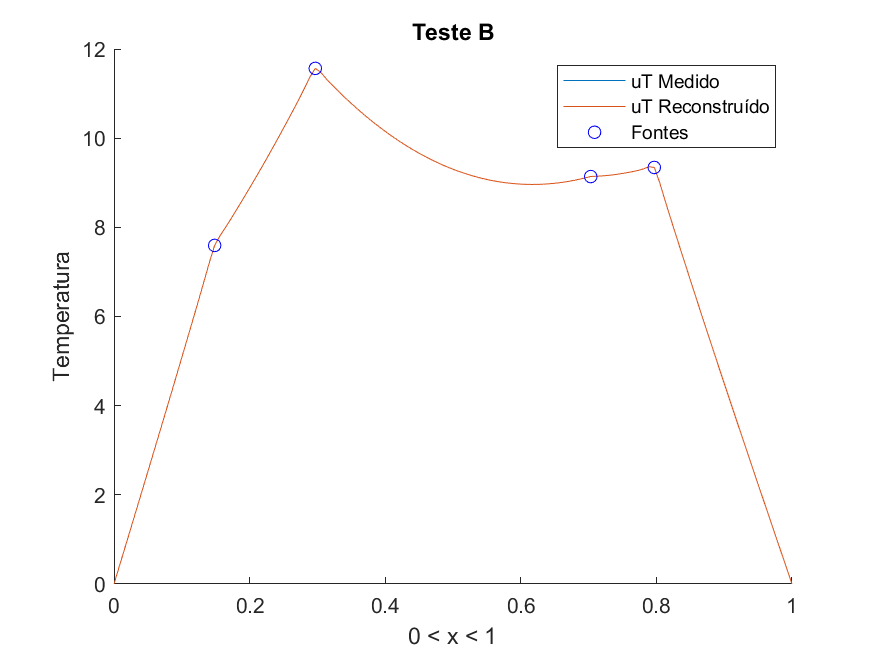 Teste B
uT Medido
uT Reconstruído
Fontes
12
10
8
6
4
2
0
Temperatura
0 0.2 0.4 0.6 0.8 1
0 < x < 1